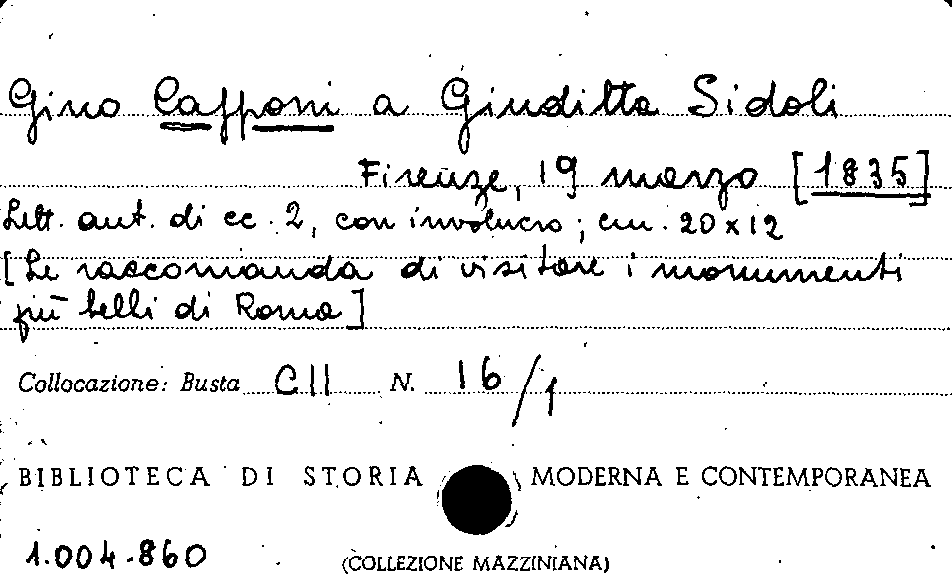 Gino Capponi a Giuditta Sidoli
Firenze, 19 marzo [1835]
Lett. aut. di cc. 2, con involucro; cm. 20 x 12
[Le raccomanda di visitare i monumenti
più belli di Roma]
Collocazione: Busta CII N. 16/1
BIBLIOTECA DI STORIA MODERNA E CONTEMPORANEA
1.004.860 (COLLEZIONE MAZZINIANA)